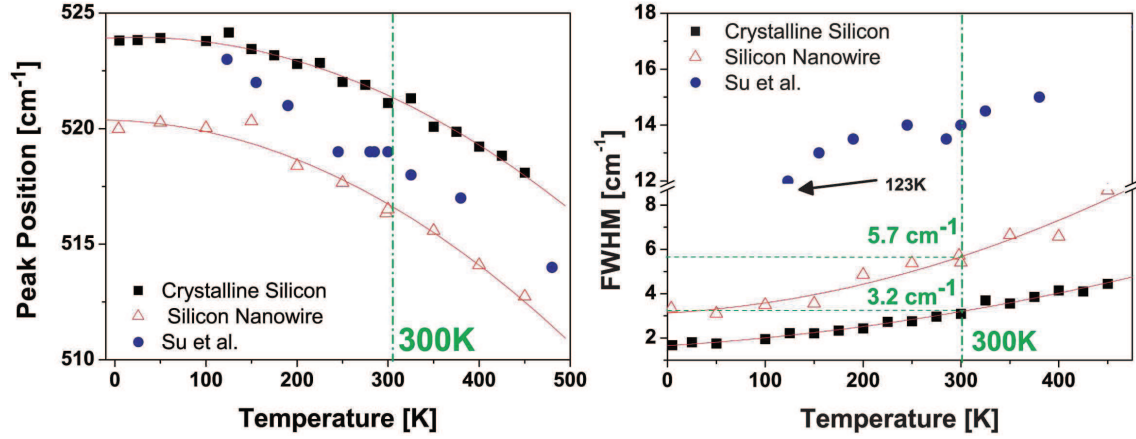 525
520
515
510
Peak Position [cm⁻¹]
Crystalline Silicon
Silicon Nanowire
Su et al.
300K
0 100 200 300 400 500
Temperature [K]
18
16
14
12
8
6
4
2
FWHM [cm⁻¹]
Crystalline Silicon
Silicon Nanowire
Su et al.
123K
5.7 cm⁻¹
3.2 cm⁻¹
300K
0 100 200 300 400
Temperature [K]